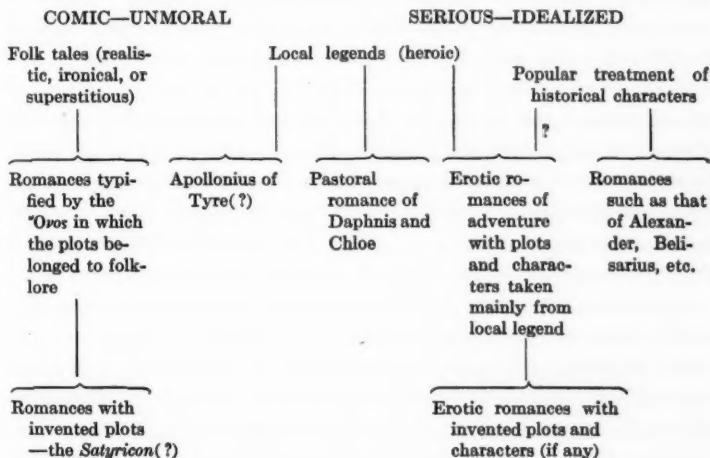 COMIC—UNMORAL
SERIOUS—IDEALIZED
Folk tales (realis-
tic, ironical, or
superstitious)
Local legends (heroic)
Popular treatment of
historical characters
?
Romances typi-
fied by the
Ὄνος in which
the plots be-
longed to folk-
lore
Apollonius of
Tyre(?)
Pastoral
romance of
Daphnis and
Chloe
Erotic ro-
mances of
adventure
with plots
and charac-
ters taken
mainly from
local legend
Romances
such as that
of Alexan-
der, Beli-
sarius, etc.
Romances with
invented plots
—the Satyricon(?)
Erotic romances with
invented plots and
characters (if any)